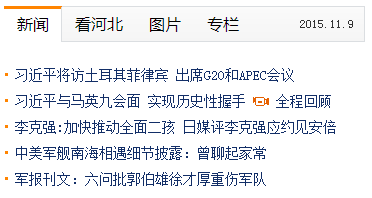 新闻 看河北 图片 专栏 2015.11.9
习近平将访土耳其菲律宾 出席G20和APEC会议
习近平与马英九会面 实现历史性握手 全程回顾
李克强:加快推动全面二孩 日媒评李克强应约见安倍
中美军舰南海相遇细节披露：曾聊起家常
军报刊文：六问批郭伯雄徐才厚重伤军队